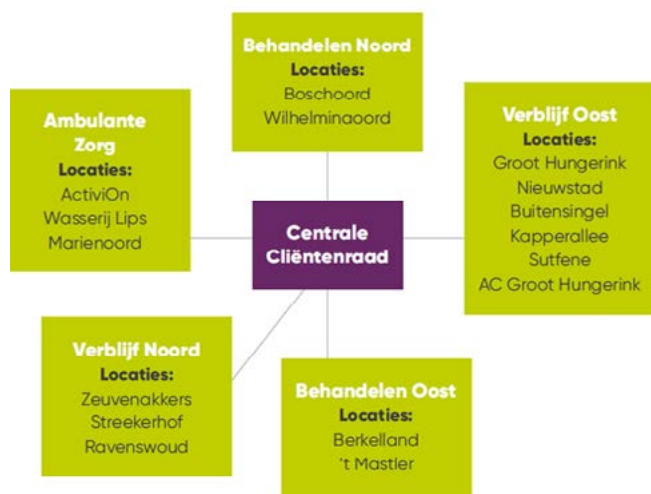 Behandelen Noord
Locaties:
Boschoord
Wilhelminaoord
Ambulante
Zorg
Locaties:
ActiviOn
Wasserij Lips
Marienoord
Verblijf Oost
Locaties:
Groot Hungerink
Nieuwstad
Buitensingel
Kapperallee
Sutfene
AC Groot Hungerink
Centrale
Cliëntenraad
Verblijf Noord
Locaties:
Zeuvenakkers
Streekerhof
Ravenswoud
Behandelen Oost
Locaties:
Berkelland
't Mastler